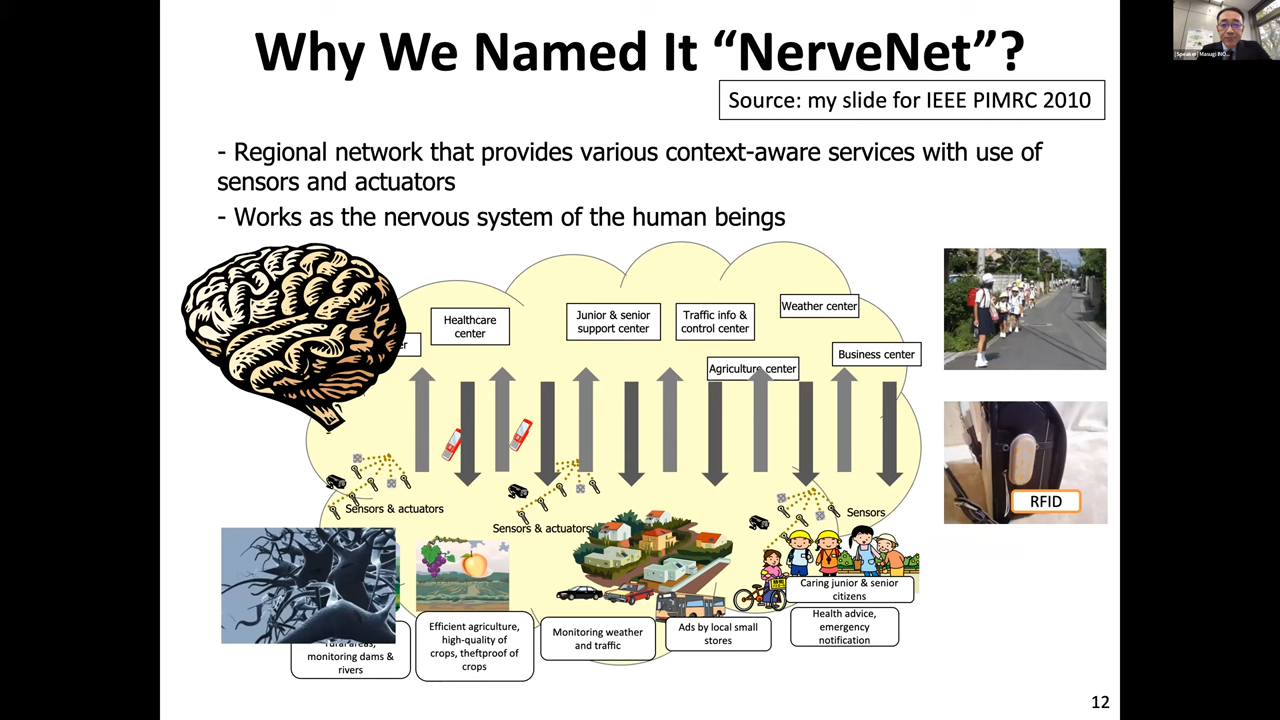 Why We Named It “NerveNet”?
Source: my slide for IEEE PIMRC 2010
- Regional network that provides various context-aware services with use of
sensors and actuators
- Works as the nervous system of the human beings
Healthcare
center
Junior & senior
support center
Traffic info &
control center
Weather center
Agriculture center
Business center
Sensors & actuators
Sensors & actuators
Sensors
RFID
rural areas,
monitoring dams &
rivers
Efficient agriculture,
high-quality of
crops, theftproof of
crops
Monitoring weather
and traffic
Ads by local small
stores
Caring junior & senior
citizens
Health advice,
emergency
notification
12